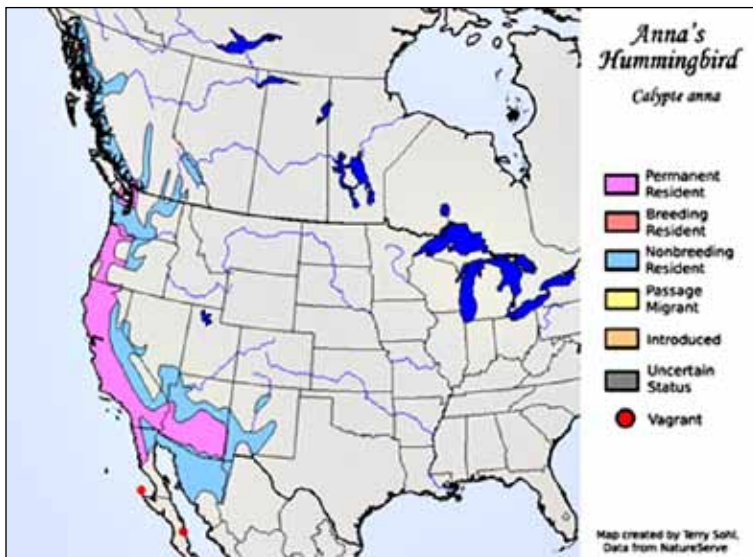 Anna's
Hummingbird
Calypte anna
Permanent
Resident
Breeding
Resident
Nonbreeding
Resident
Passage
Migrant
Introduced
Uncertain
Status
Vagrant
Map created by Terry Sohl,
Data from NatureServe